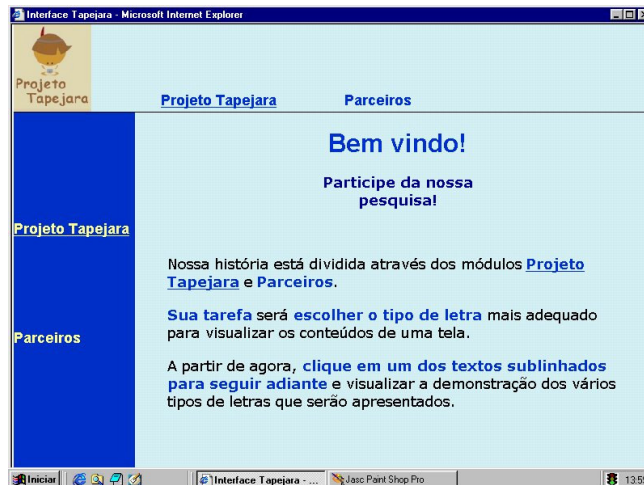 Interface Tapejara - Microsoft Internet Explorer
Projeto
Tapejara
Projeto Tapejara Parceiros
Bem vindo!
Participe da nossa
pesquisa!
Projeto Tapejara
Nossa história está dividida através dos módulos Projeto
Tapejara e Parceiros.
Sua tarefa será escolher o tipo de letra mais adequado
para visualizar os conteúdos de uma tela.
Parceiros
A partir de agora, clique em um dos textos sublinhados
para seguir adiante e visualizar a demonstração dos vários
tipos de letras que serão apresentados.
Iniciar Interface Tapejara - ... Jasc Paint Shop Pro